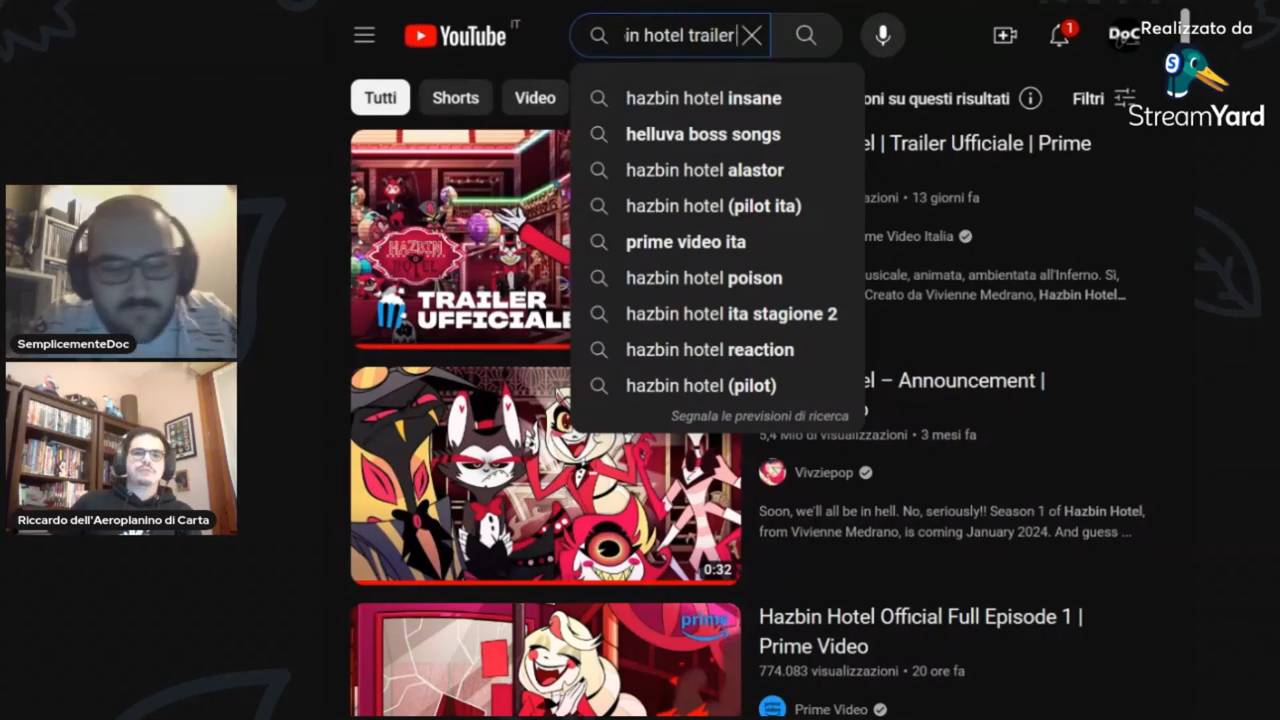 YouTube IT
in hotel trailer
1
DoC
Realizzato da
StreamYard
Tutti
Shorts
Video
oni su questi risultati
Filtri
hazbin hotel insane
helluva boss songs
hazbin hotel alastor
hazbin hotel (pilot ita)
prime video ita
hazbin hotel poison
hazbin hotel ita stagione 2
hazbin hotel reaction
hazbin hotel (pilot)
Segnala le previsioni di ricerca
HAZBIN
HOTEL
TRAILER
UFFICIALE
el | Trailer Ufficiale | Prime
azioni • 13 giorni fa
me Video Italia
usicale, animata, ambientata all'Inferno. Sì,
Creato da Vivienne Medrano, Hazbin Hotel...
SemplicementeDoc
Riccardo dell'Aeroplanino di Carta
0:32
el – Announcement |
o
5,4 Mio di visualizzazioni • 3 mesi fa
Vivziepop
Soon, we'll all be in hell. No, seriously!! Season 1 of Hazbin Hotel,
from Vivienne Medrano, is coming January 2024. And guess ...
prime
Hazbin Hotel Official Full Episode 1 |
Prime Video
774.083 visualizzazioni • 20 ore fa
Prime Video